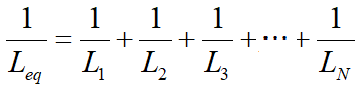 1/L_eq = 1/L_1 + 1/L_2 + 1/L_3 + ··· + 1/L_N